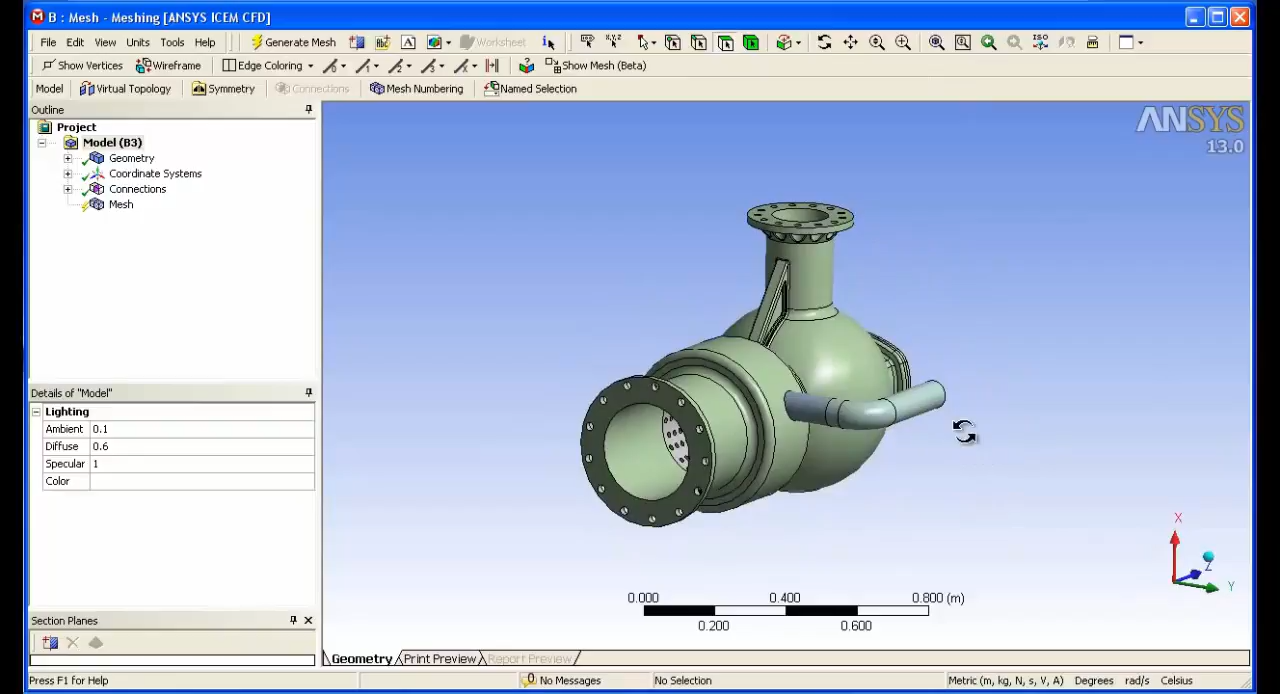 B : Mesh - Meshing [ANSYS ICEM CFD]
File Edit View Units Tools Help Generate Mesh Worksheet
Show Vertices Wireframe Edge Coloring Show Mesh (Beta)
Model Virtual Topology Symmetry Connections Mesh Numbering Named Selection
Outline
Project
Model (B3)
Geometry
Coordinate Systems
Connections
Mesh
ANSYS
13.0
Details of "Model"
Lighting
Ambient 0.1
Diffuse 0.6
Specular 1
Color
X
Z
Y
0.000 0.400 0.800 (m)
0.200 0.600
Section Planes
Geometry Print Preview Report Preview
Press F1 for Help 0 No Messages No Selection Metric (m, kg, N, s, V, A) Degrees rad/s Celsius